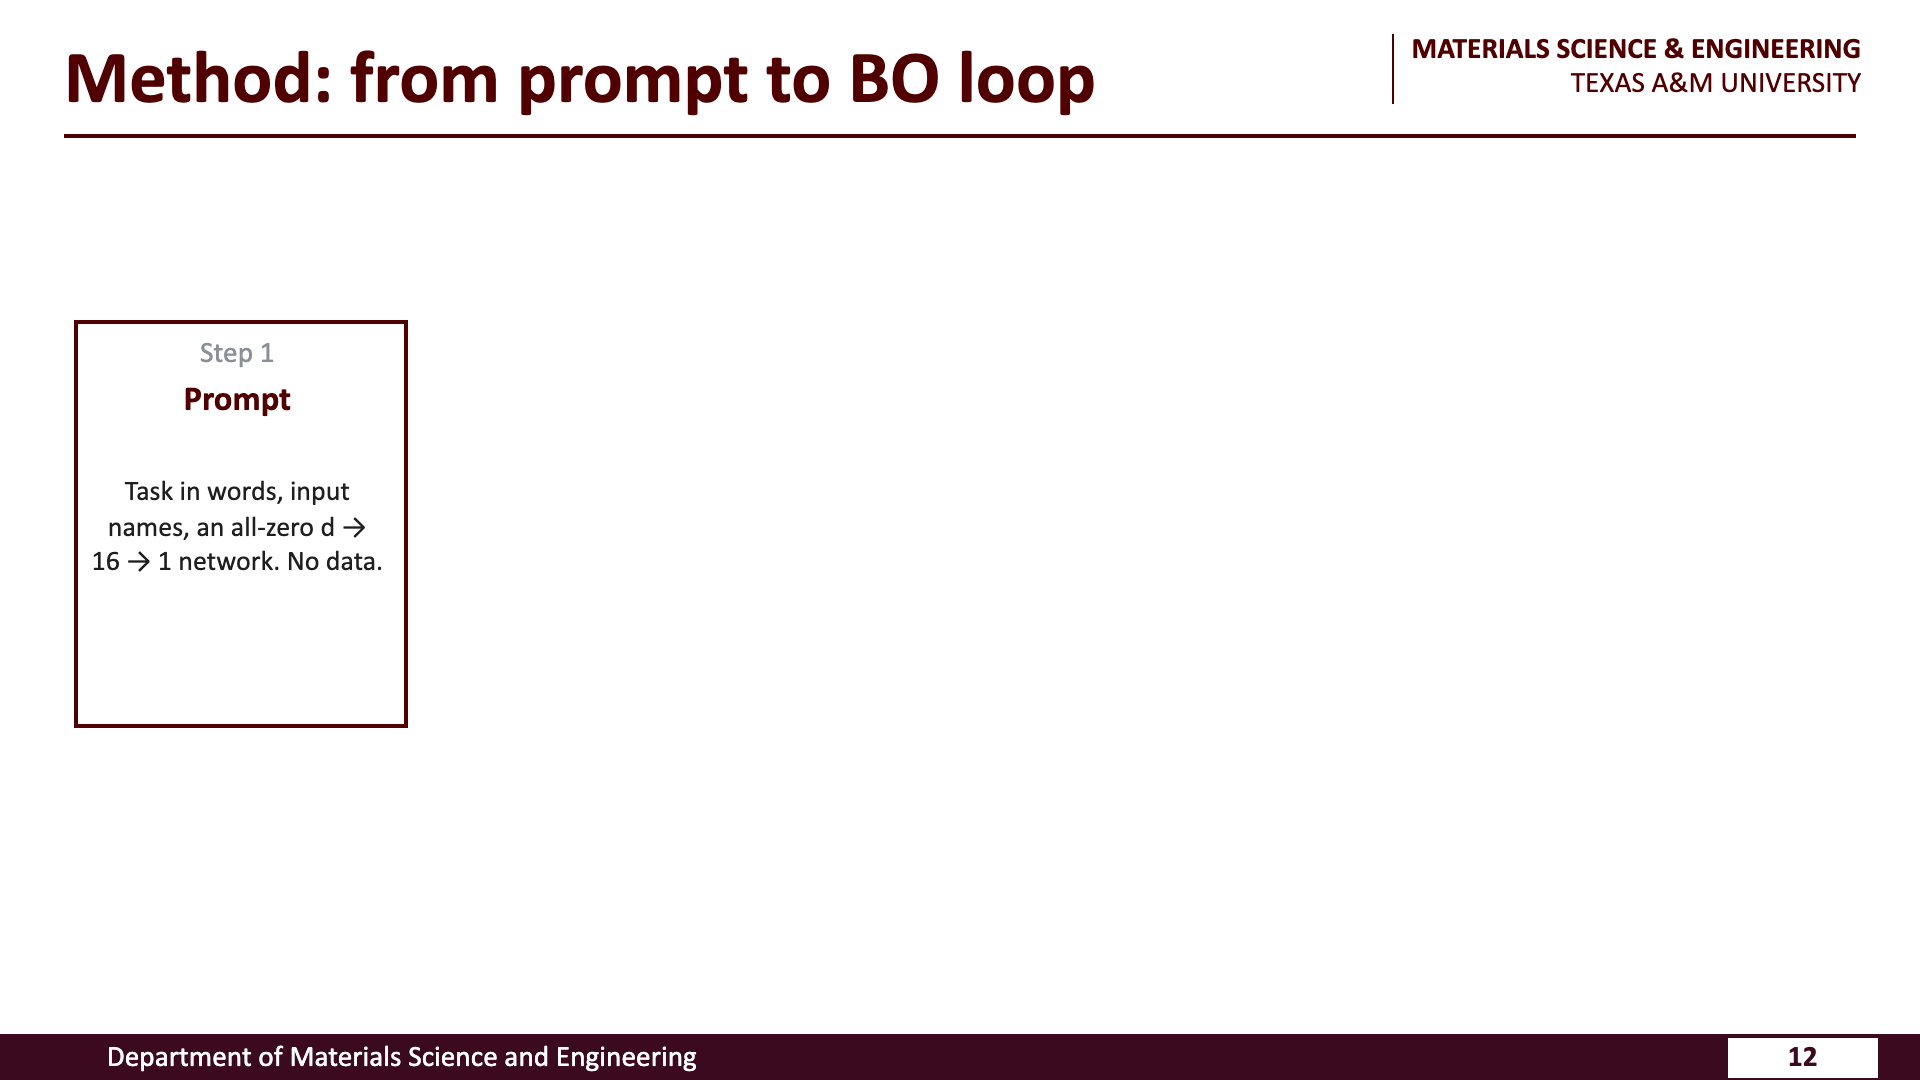 Method: from prompt to BO loop
MATERIALS SCIENCE & ENGINEERING
TEXAS A&M UNIVERSITY
Step 1
Prompt
Task in words, input
names, an all-zero d →
16 → 1 network. No data.
Department of Materials Science and Engineering
12